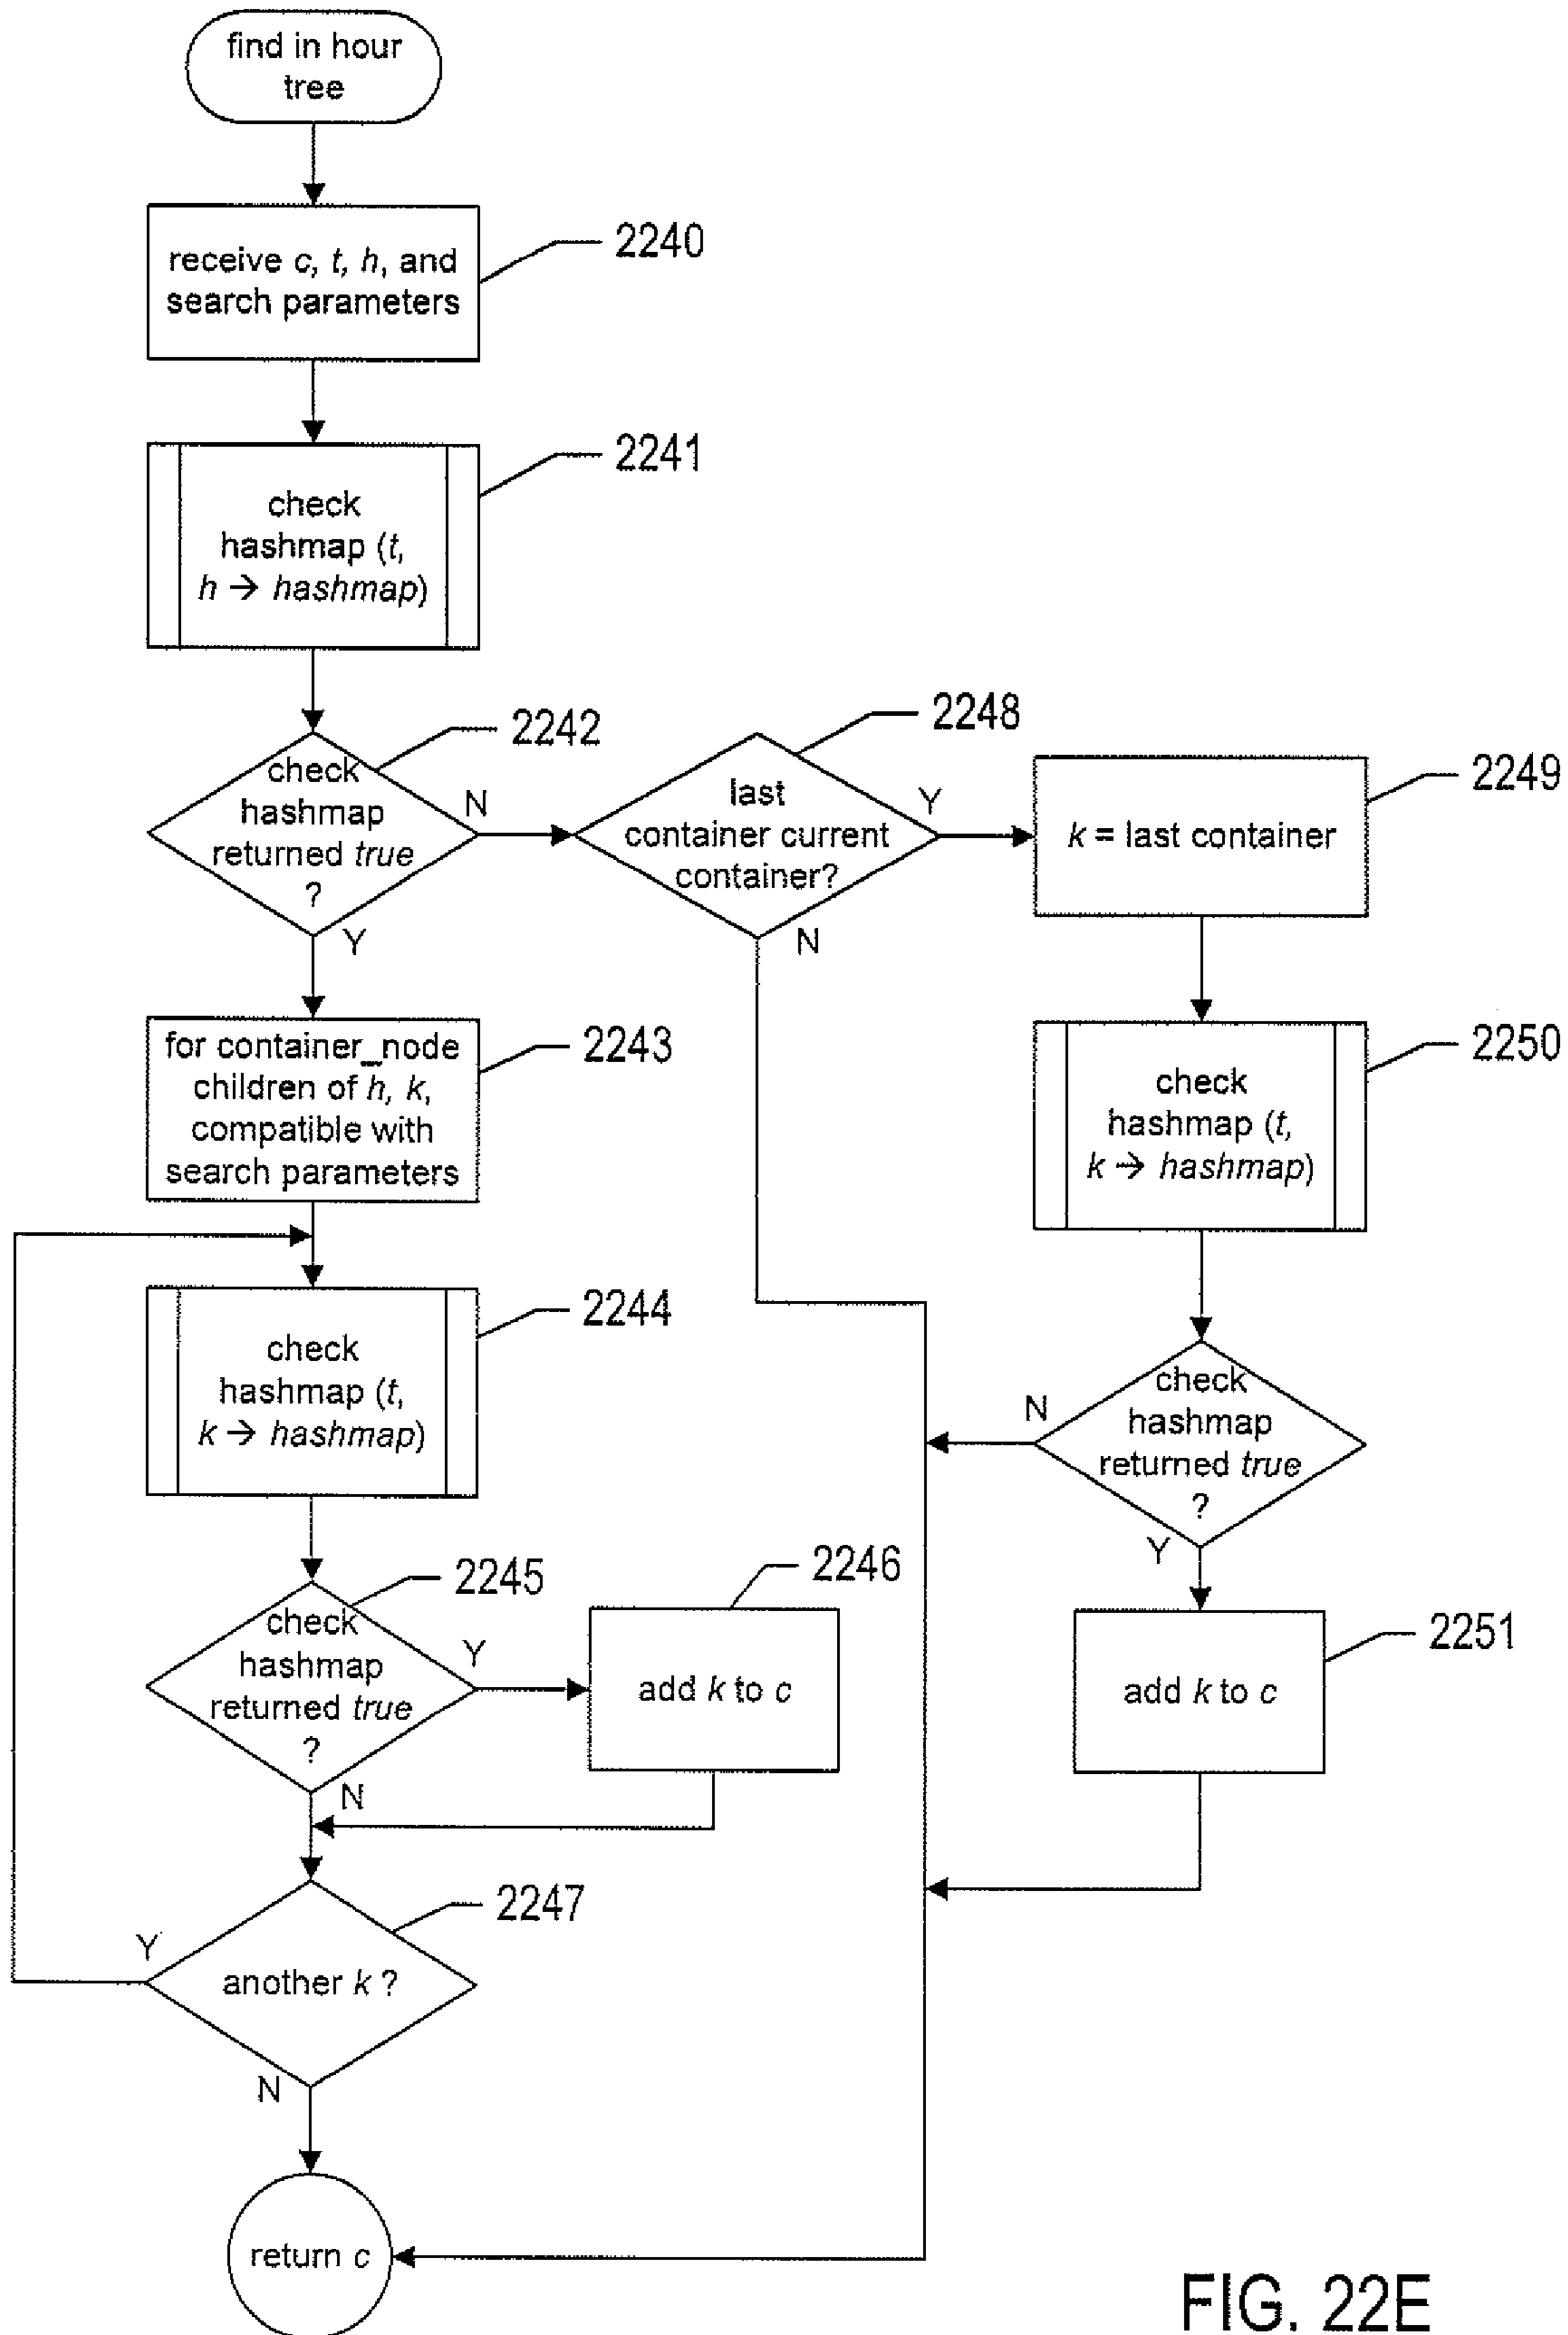 find in hour
tree
receive c, t, h, and
search parameters
2240
check
hashmap (t,
h → hashmap)
2241
check
hashmap
returned true
?
2242
N
Y
last
container current
container?
2248
Y
N
k = last container
2249
for container_node
children of h, k,
compatible with
search parameters
2243
check
hashmap (t,
k → hashmap)
2250
check
hashmap (t,
k → hashmap)
2244
check
hashmap
returned true
?
N
Y
check
hashmap
returned true
?
2245
Y
N
add k to c
2246
add k to c
2251
another k ?
2247
Y
N
return c
FIG. 22E